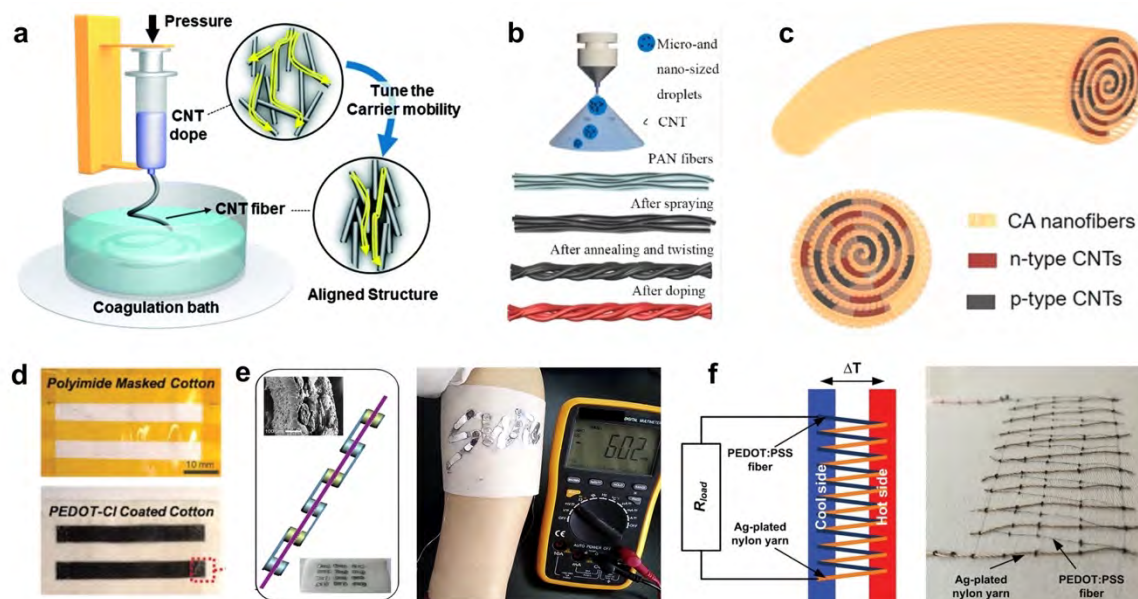 a
Pressure
CNT
dope
Tune the
Carrier mobility
CNT fiber
Coagulation bath
Aligned Structure
b
Micro-and
nano-sized
droplets
CNT
PAN fibers
After spraying
After annealing and twisting
After doping
c
CA nanofibers
n-type CNTs
p-type CNTs
d
Polyimide Masked Cotton
10 mm
PEDOT-Cl Coated Cotton
e
602
f
ΔT
PEDOT:PSS
fiber
Rload
Cool side
Hot side
Ag-plated
nylon yarn
Ag-plated
nylon yarn
PEDOT:PSS
fiber